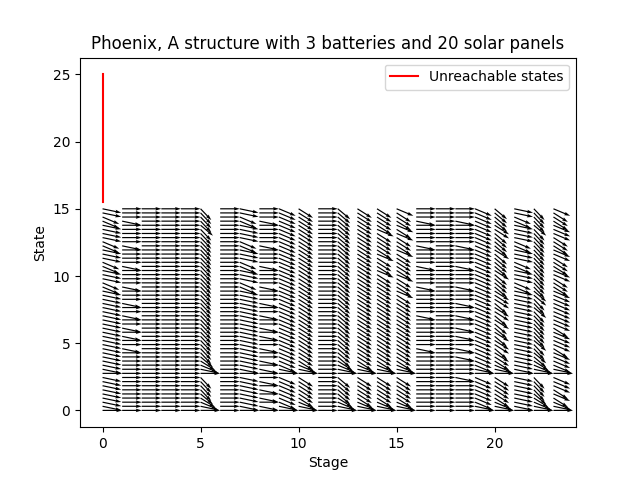 Phoenix, A structure with 3 batteries and 20 solar panels
Unreachable states
25
20
15
10
5
0
State
0 5 10 15 20
Stage